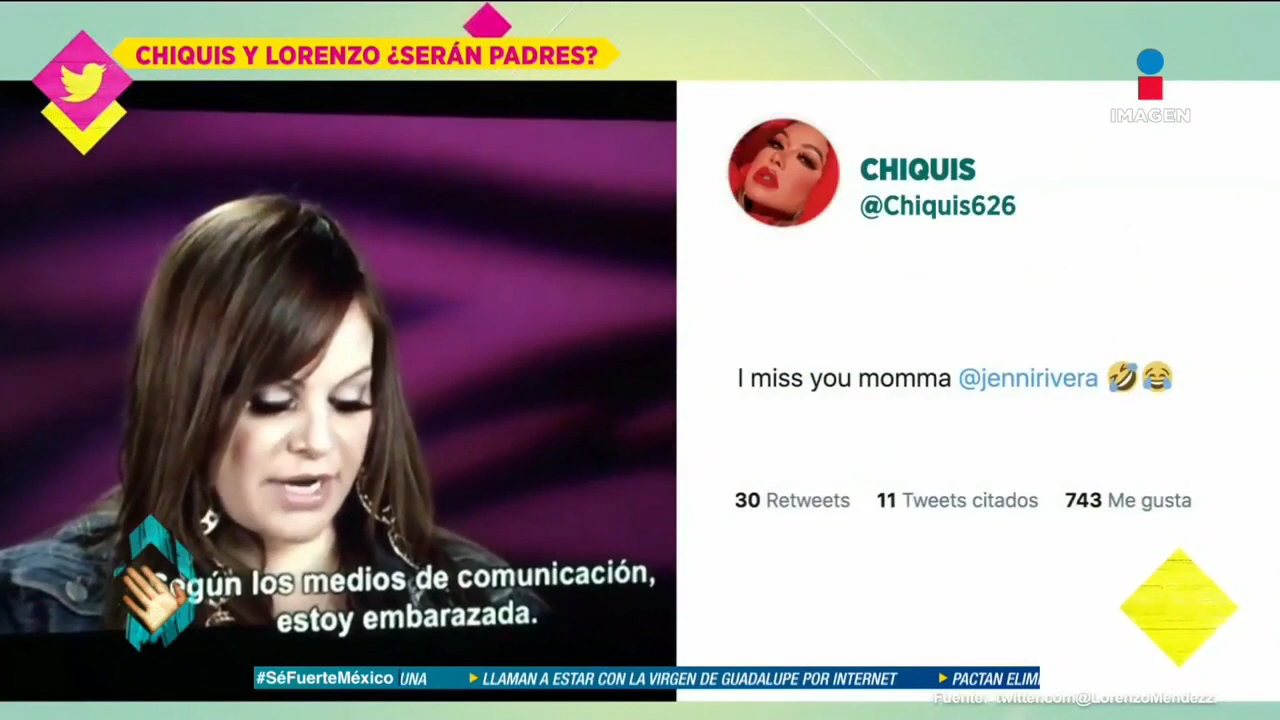 CHIQUIS Y LORENZO ¿SERÁN PADRES?
IMAGEN
CHIQUIS
@Chiquis626
I miss you momma @jennirivera 🤣😂
30 Retweets 11 Tweets citados 743 Me gusta
Según los medios de comunicación,
estoy embarazada.
#SéFuerteMéxico UNA LLAMAN A ESTAR CON LA VIRGEN DE GUADALUPE POR INTERNET PACTAN ELIM
Fuente: twitter.com@LorenzoMendezz